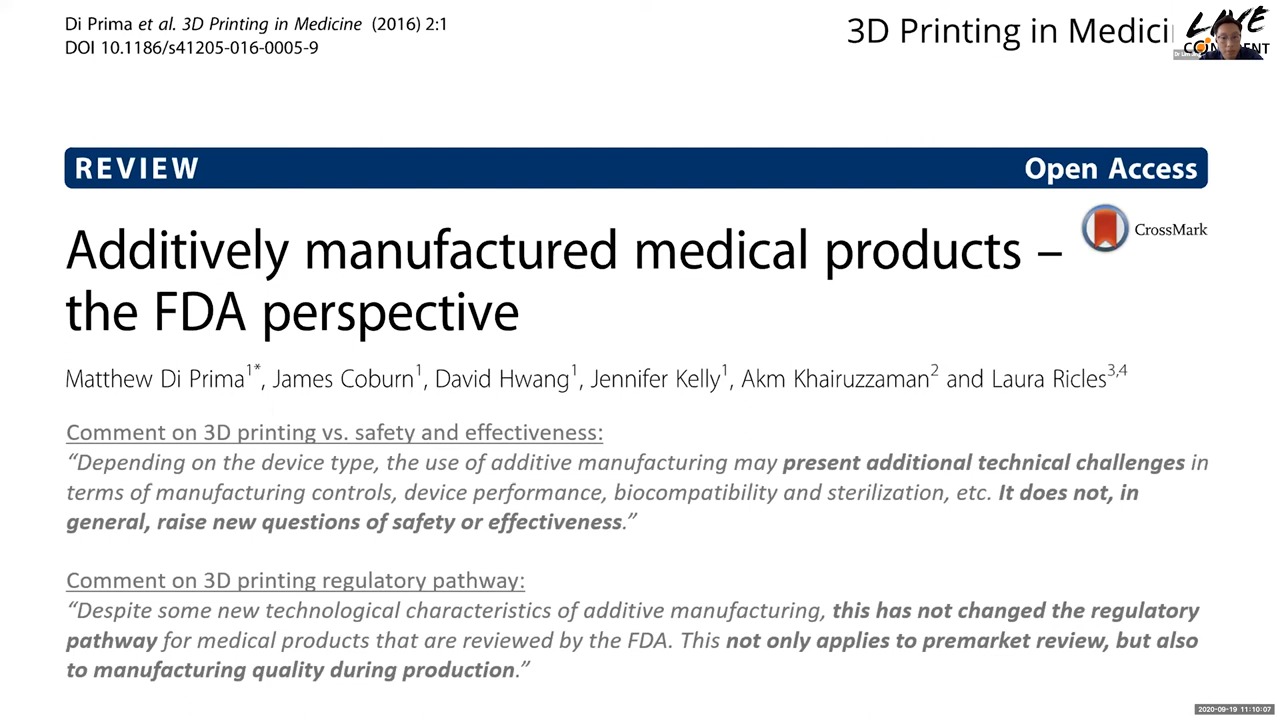 Di Prima et al. 3D Printing in Medicine (2016) 2:1
DOI 10.1186/s41205-016-0005-9
3D Printing in Medici
LIVE
REVIEW
Open Access
Additively manufactured medical products –
the FDA perspective
CrossMark
Matthew Di Prima1*, James Coburn1, David Hwang1, Jennifer Kelly1, Akm Khairuzzaman2 and Laura Ricles3,4
Comment on 3D printing vs. safety and effectiveness:
“Depending on the device type, the use of additive manufacturing may present additional technical challenges in
terms of manufacturing controls, device performance, biocompatibility and sterilization, etc. It does not, in
general, raise new questions of safety or effectiveness.”
Comment on 3D printing regulatory pathway:
“Despite some new technological characteristics of additive manufacturing, this has not changed the regulatory
pathway for medical products that are reviewed by the FDA. This not only applies to premarket review, but also
to manufacturing quality during production.”
2020-09-19 11:10:07